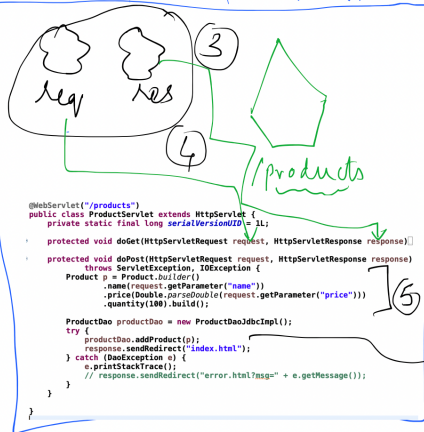 3
req
res
4
/products
@WebServlet("/products")
public class ProductServlet extends HttpServlet {
private static final long serialVersionUID = 1L;
protected void doGet(HttpServletRequest request, HttpServletResponse response)
protected void doPost(HttpServletRequest request, HttpServletResponse response)
throws ServletException, IOException {
Product p = Product.builder()
.name(request.getParameter("name"))
.price(Double.parseDouble(request.getParameter("price")))
.quantity(100).build();
5
ProductDao productDao = new ProductDaoJdbcImpl();
try {
productDao.addProduct(p);
response.sendRedirect("index.html");
} catch (DaoException e) {
e.printStackTrace();
// response.sendRedirect("error.html?msg=" + e.getMessage());
}
}
}